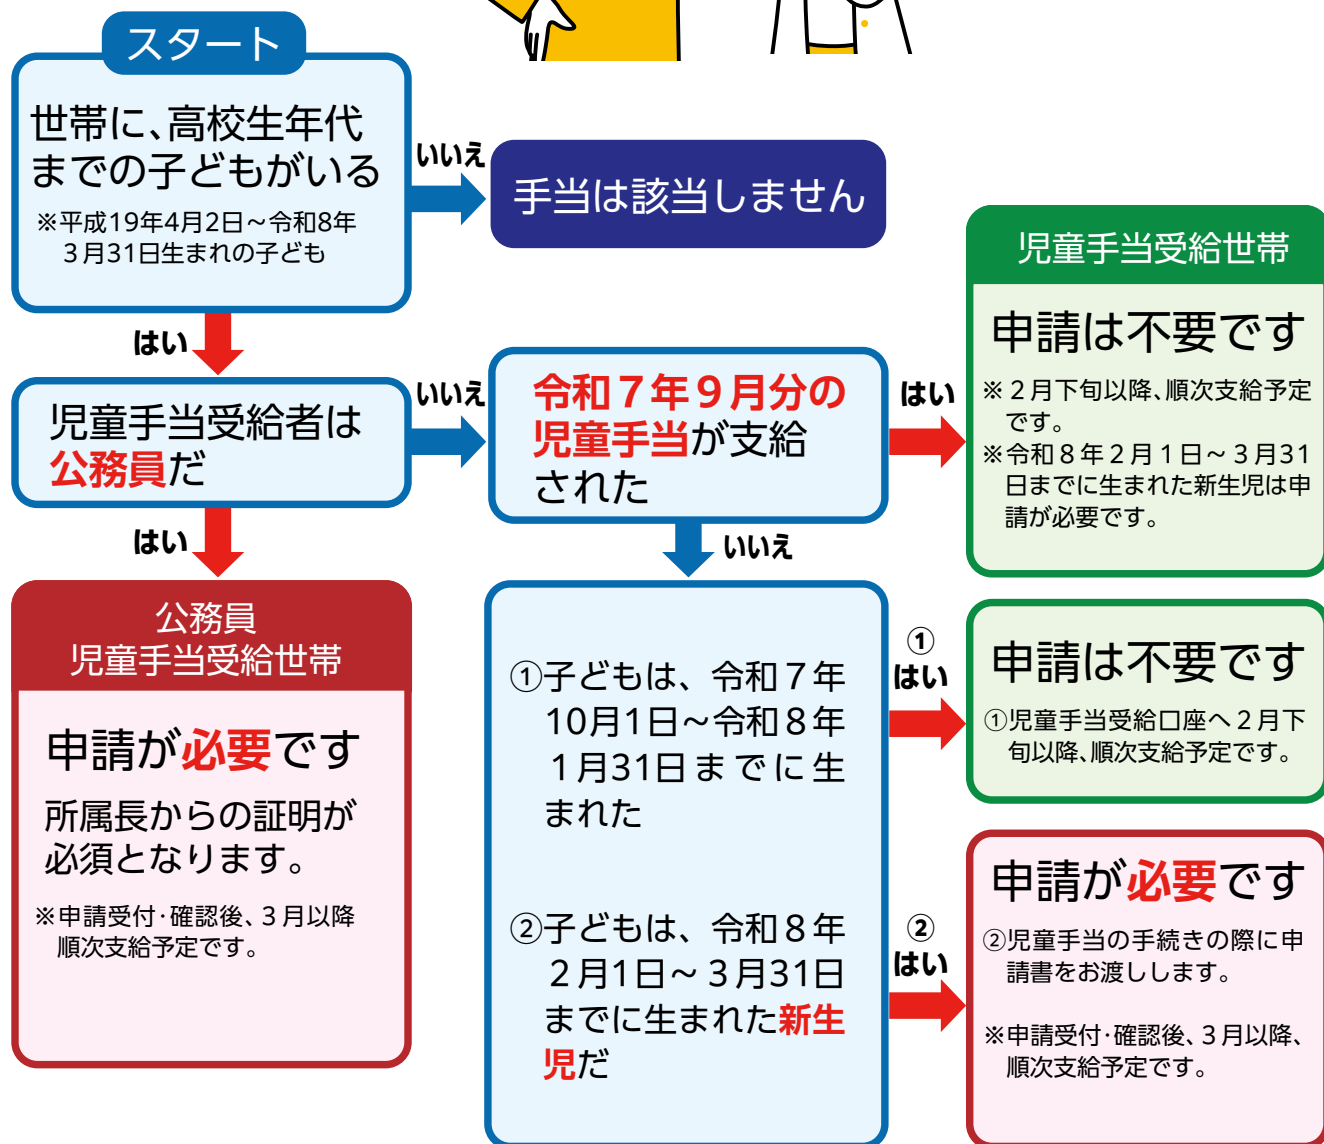 スタート
世帯に、高校生年代
までの子どもがいる
※平成19年4月2日～令和8年
３月31日生まれの子ども
いいえ
手当は該当しません
はい
児童手当受給者は
公務員だ
いいえ
令和７年９月分の
児童手当が支給
された
はい
児童手当受給世帯
申請は不要です
※２月下旬以降、順次支給予定
です。
※令和８年２月１日～３月31
日までに生まれた新生児は申
請が必要です。
はい
公務員
児童手当受給世帯
申請が必要です
所属長からの証明が
必須となります。
※申請受付・確認後、３月以降
順次支給予定です。
いいえ
①子どもは、令和７年
10月1日～令和８年
１月31日までに生
まれた
①
はい
申請は不要です
①児童手当受給口座へ２月下
旬以降、順次支給予定です。
②子どもは、令和８年
２月1日～３月31日
までに生まれた新生
児だ
②
はい
申請が必要です
②児童手当の手続きの際に申
請書をお渡しします。
※申請受付・確認後、３月以降、
順次支給予定です。